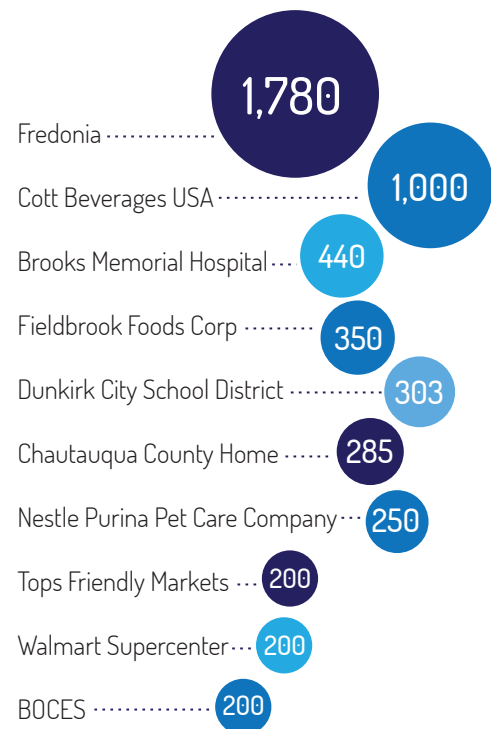 Fredonia 1,780
Cott Beverages USA 1,000
Brooks Memorial Hospital 440
Fieldbrook Foods Corp 350
Dunkirk City School District 303
Chautauqua County Home 285
Nestle Purina Pet Care Company 250
Tops Friendly Markets 200
Walmart Supercenter 200
BOCES 200